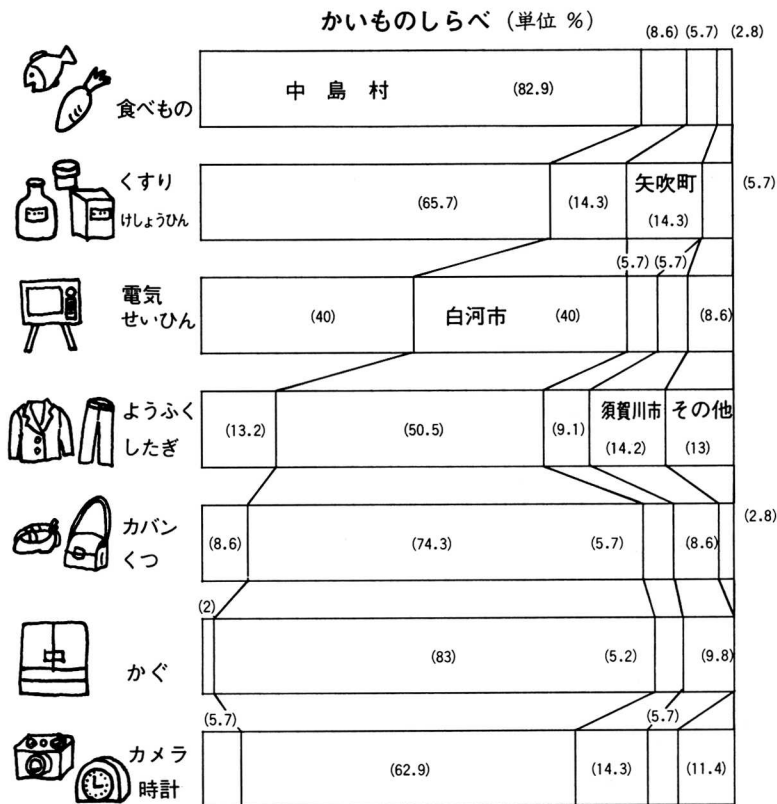 かいものしらべ (単位 %)
(8.6) (5.7) (2.8)
食べもの
中島村 (82.9)
くすり
けしょうひん
(65.7) (14.3) 矢吹町 (14.3) (5.7)
電気
せいひん
(5.7) (5.7)
(40) 白河市 (40) (8.6)
ようふく
したぎ
(13.2) (50.5) (9.1) 須賀川市 (14.2) その他 (13)
カバン
くつ
(8.6) (74.3) (5.7) (8.6) (2.8)
かぐ
(2)
(83) (5.2) (9.8)
カメラ
時計
(5.7) (5.7)
(62.9) (14.3) (11.4)